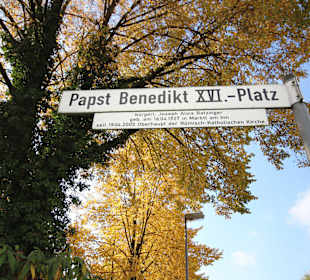 Papst Benedikt XVI.-Platz
bürgerl. Joseph Alois Ratzinger
geb. am 16.04.1927 in Marktl am Inn
seit 19.04.2005 Oberhaupt der Römisch-Katholischen Kirche